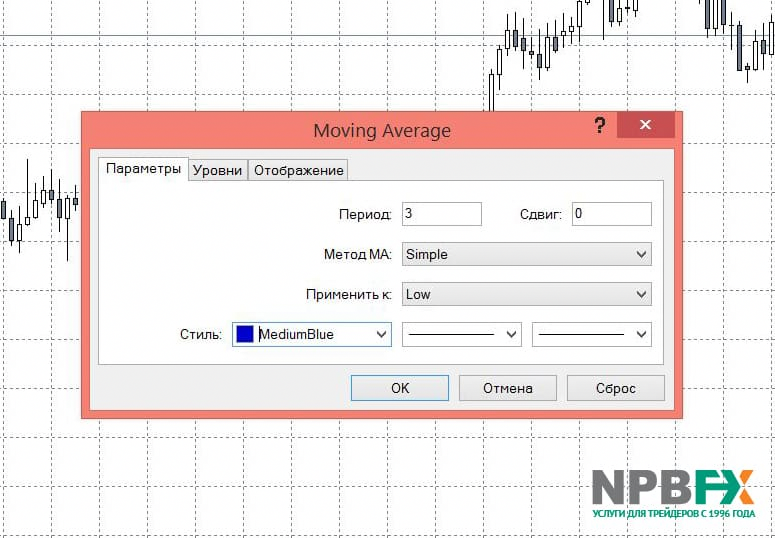 Moving Average
?
Параметры Уровни Отображение
Период: 3 Сдвиг: 0
Метод МА: Simple
Применить к: Low
Стиль: MediumBlue
OK Отмена Сброс
NPBFX
УСЛУГИ ДЛЯ ТРЕЙДЕРОВ С 1996 ГОДА